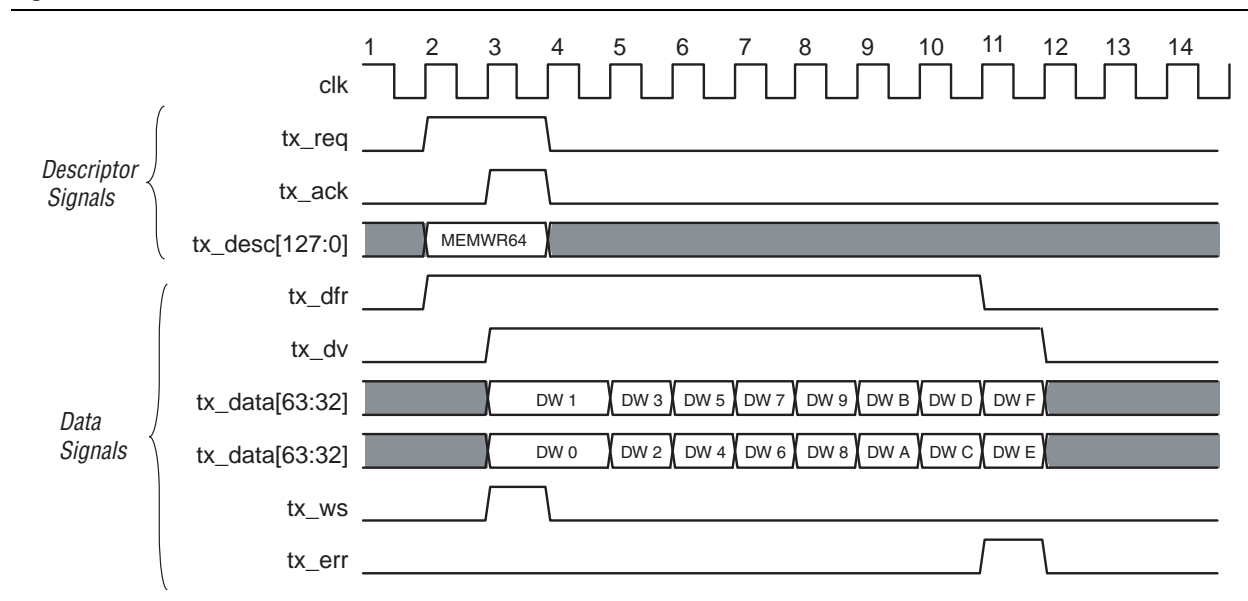 1 2 3 4 5 6 7 8 9 10 11 12 13 14
clk
Descriptor
Signals
tx_req
tx_ack
tx_desc[127:0] MEMWR64
Data
Signals
tx_dfr
tx_dv
tx_data[63:32] DW 1 DW 3 DW 5 DW 7 DW 9 DW B DW D DW F
tx_data[63:32] DW 0 DW 2 DW 4 DW 6 DW 8 DW A DW C DW E
tx_ws
tx_err